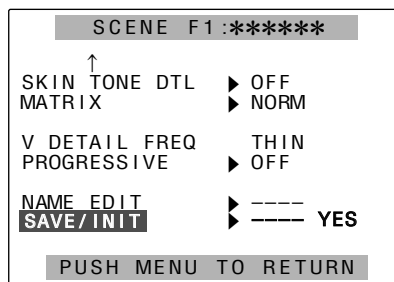 SCENE F1:******
↑
SKIN TONE DTL ▶ OFF
MATRIX ▶ NORM
V DETAIL FREQ THIN
PROGRESSIVE ▶ OFF
NAME EDIT ▶ ----
SAVE/INIT ▶ ---- YES
PUSH MENU TO RETURN